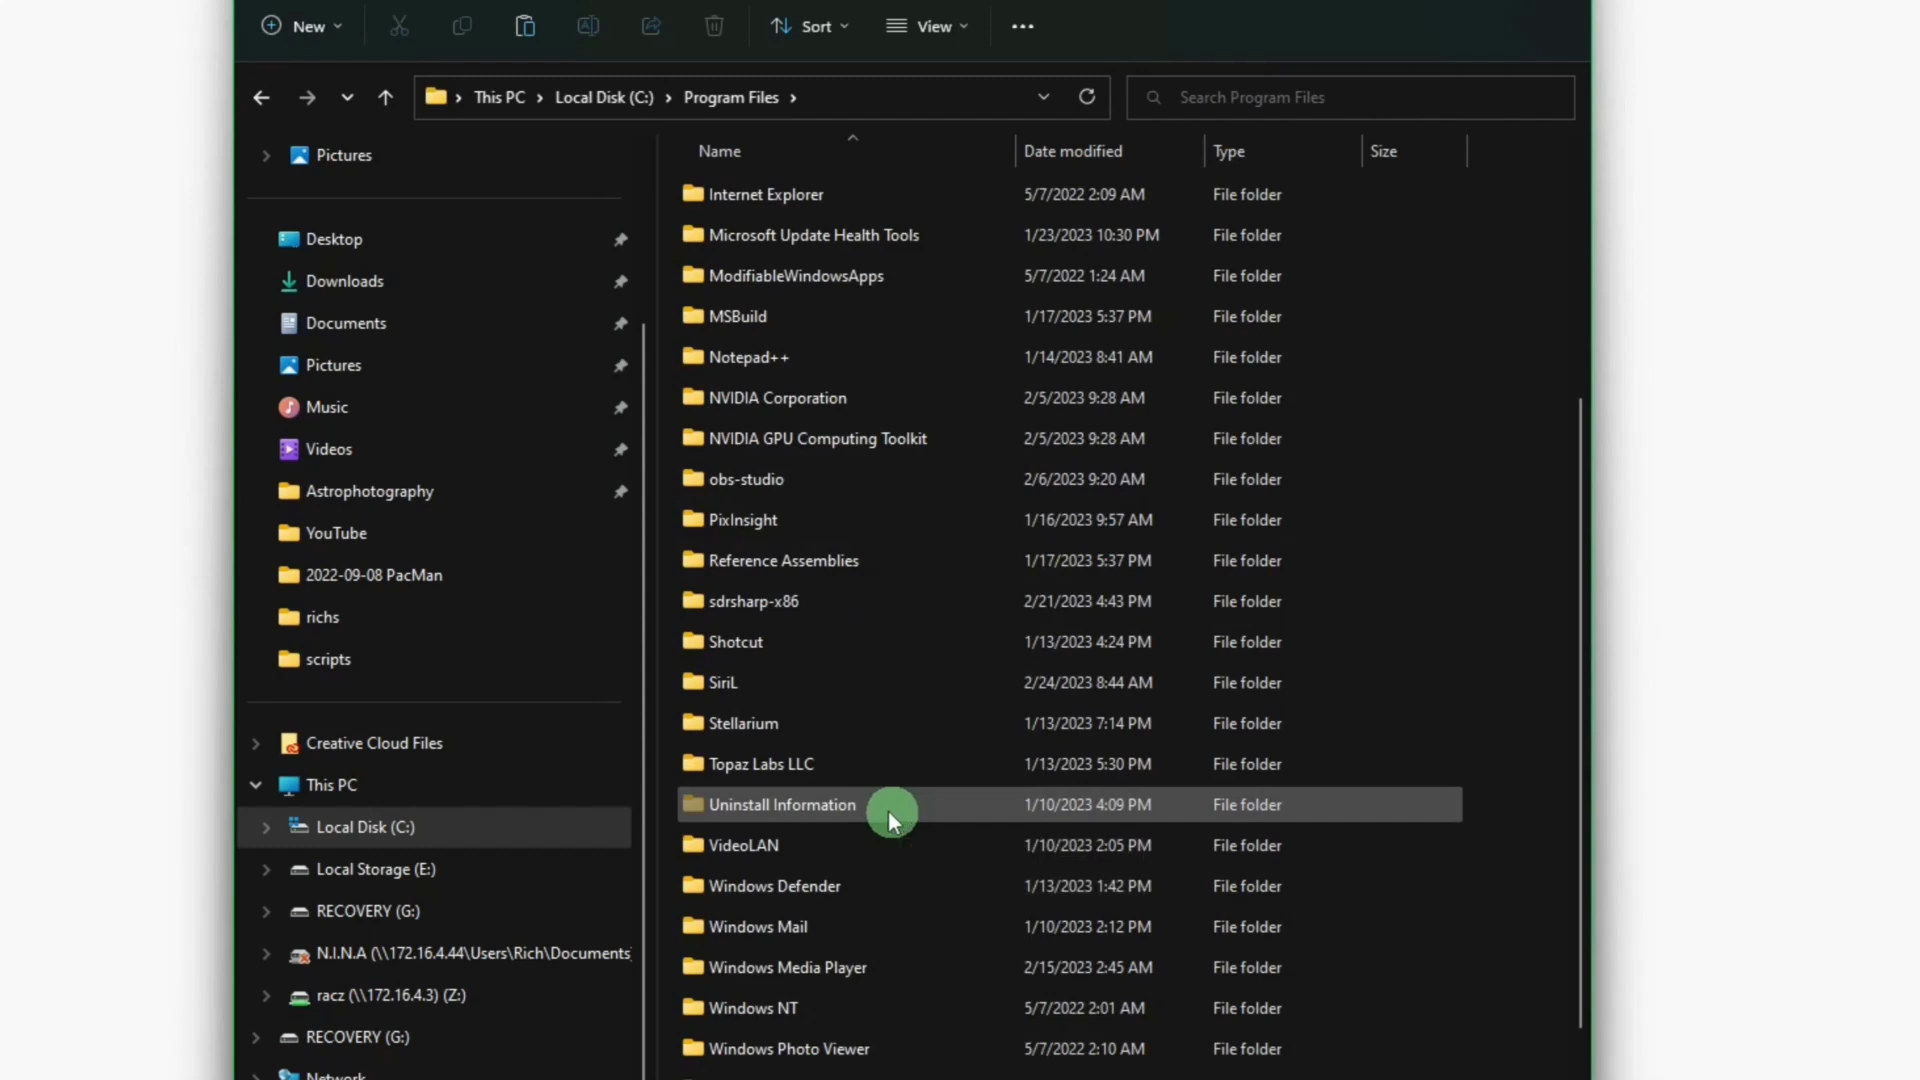 New
Sort
View
This PC > Local Disk (C:) > Program Files >
Search Program Files
Pictures
Desktop
Downloads
Documents
Pictures
Music
Videos
Astrophotography
YouTube
2022-09-08 PacMan
richs
scripts
Creative Cloud Files
This PC
Local Disk (C:)
Local Storage (E:)
RECOVERY (G:)
N.I.N.A (\\172.16.4.44\Users\Rich\Documents
racz (\\172.16.4.3) (Z:)
RECOVERY (G:)
Network
Name Date modified Type Size
Internet Explorer 5/7/2022 2:09 AM File folder
Microsoft Update Health Tools 1/23/2023 10:30 PM File folder
ModifiableWindowsApps 5/7/2022 1:24 AM File folder
MSBuild 1/17/2023 5:37 PM File folder
Notepad++ 1/14/2023 8:41 AM File folder
NVIDIA Corporation 2/5/2023 9:28 AM File folder
NVIDIA GPU Computing Toolkit 2/5/2023 9:28 AM File folder
obs-studio 2/6/2023 9:20 AM File folder
PixInsight 1/16/2023 9:57 AM File folder
Reference Assemblies 1/17/2023 5:37 PM File folder
sdrsharp-x86 2/21/2023 4:43 PM File folder
Shotcut 1/13/2023 4:24 PM File folder
SiriL 2/24/2023 8:44 AM File folder
Stellarium 1/13/2023 7:14 PM File folder
Topaz Labs LLC 1/13/2023 5:30 PM File folder
Uninstall Information 1/10/2023 4:09 PM File folder
VideoLAN 1/10/2023 2:05 PM File folder
Windows Defender 1/13/2023 1:42 PM File folder
Windows Mail 1/10/2023 2:12 PM File folder
Windows Media Player 2/15/2023 2:45 AM File folder
Windows NT 5/7/2022 2:01 AM File folder
Windows Photo Viewer 5/7/2022 2:10 AM File folder